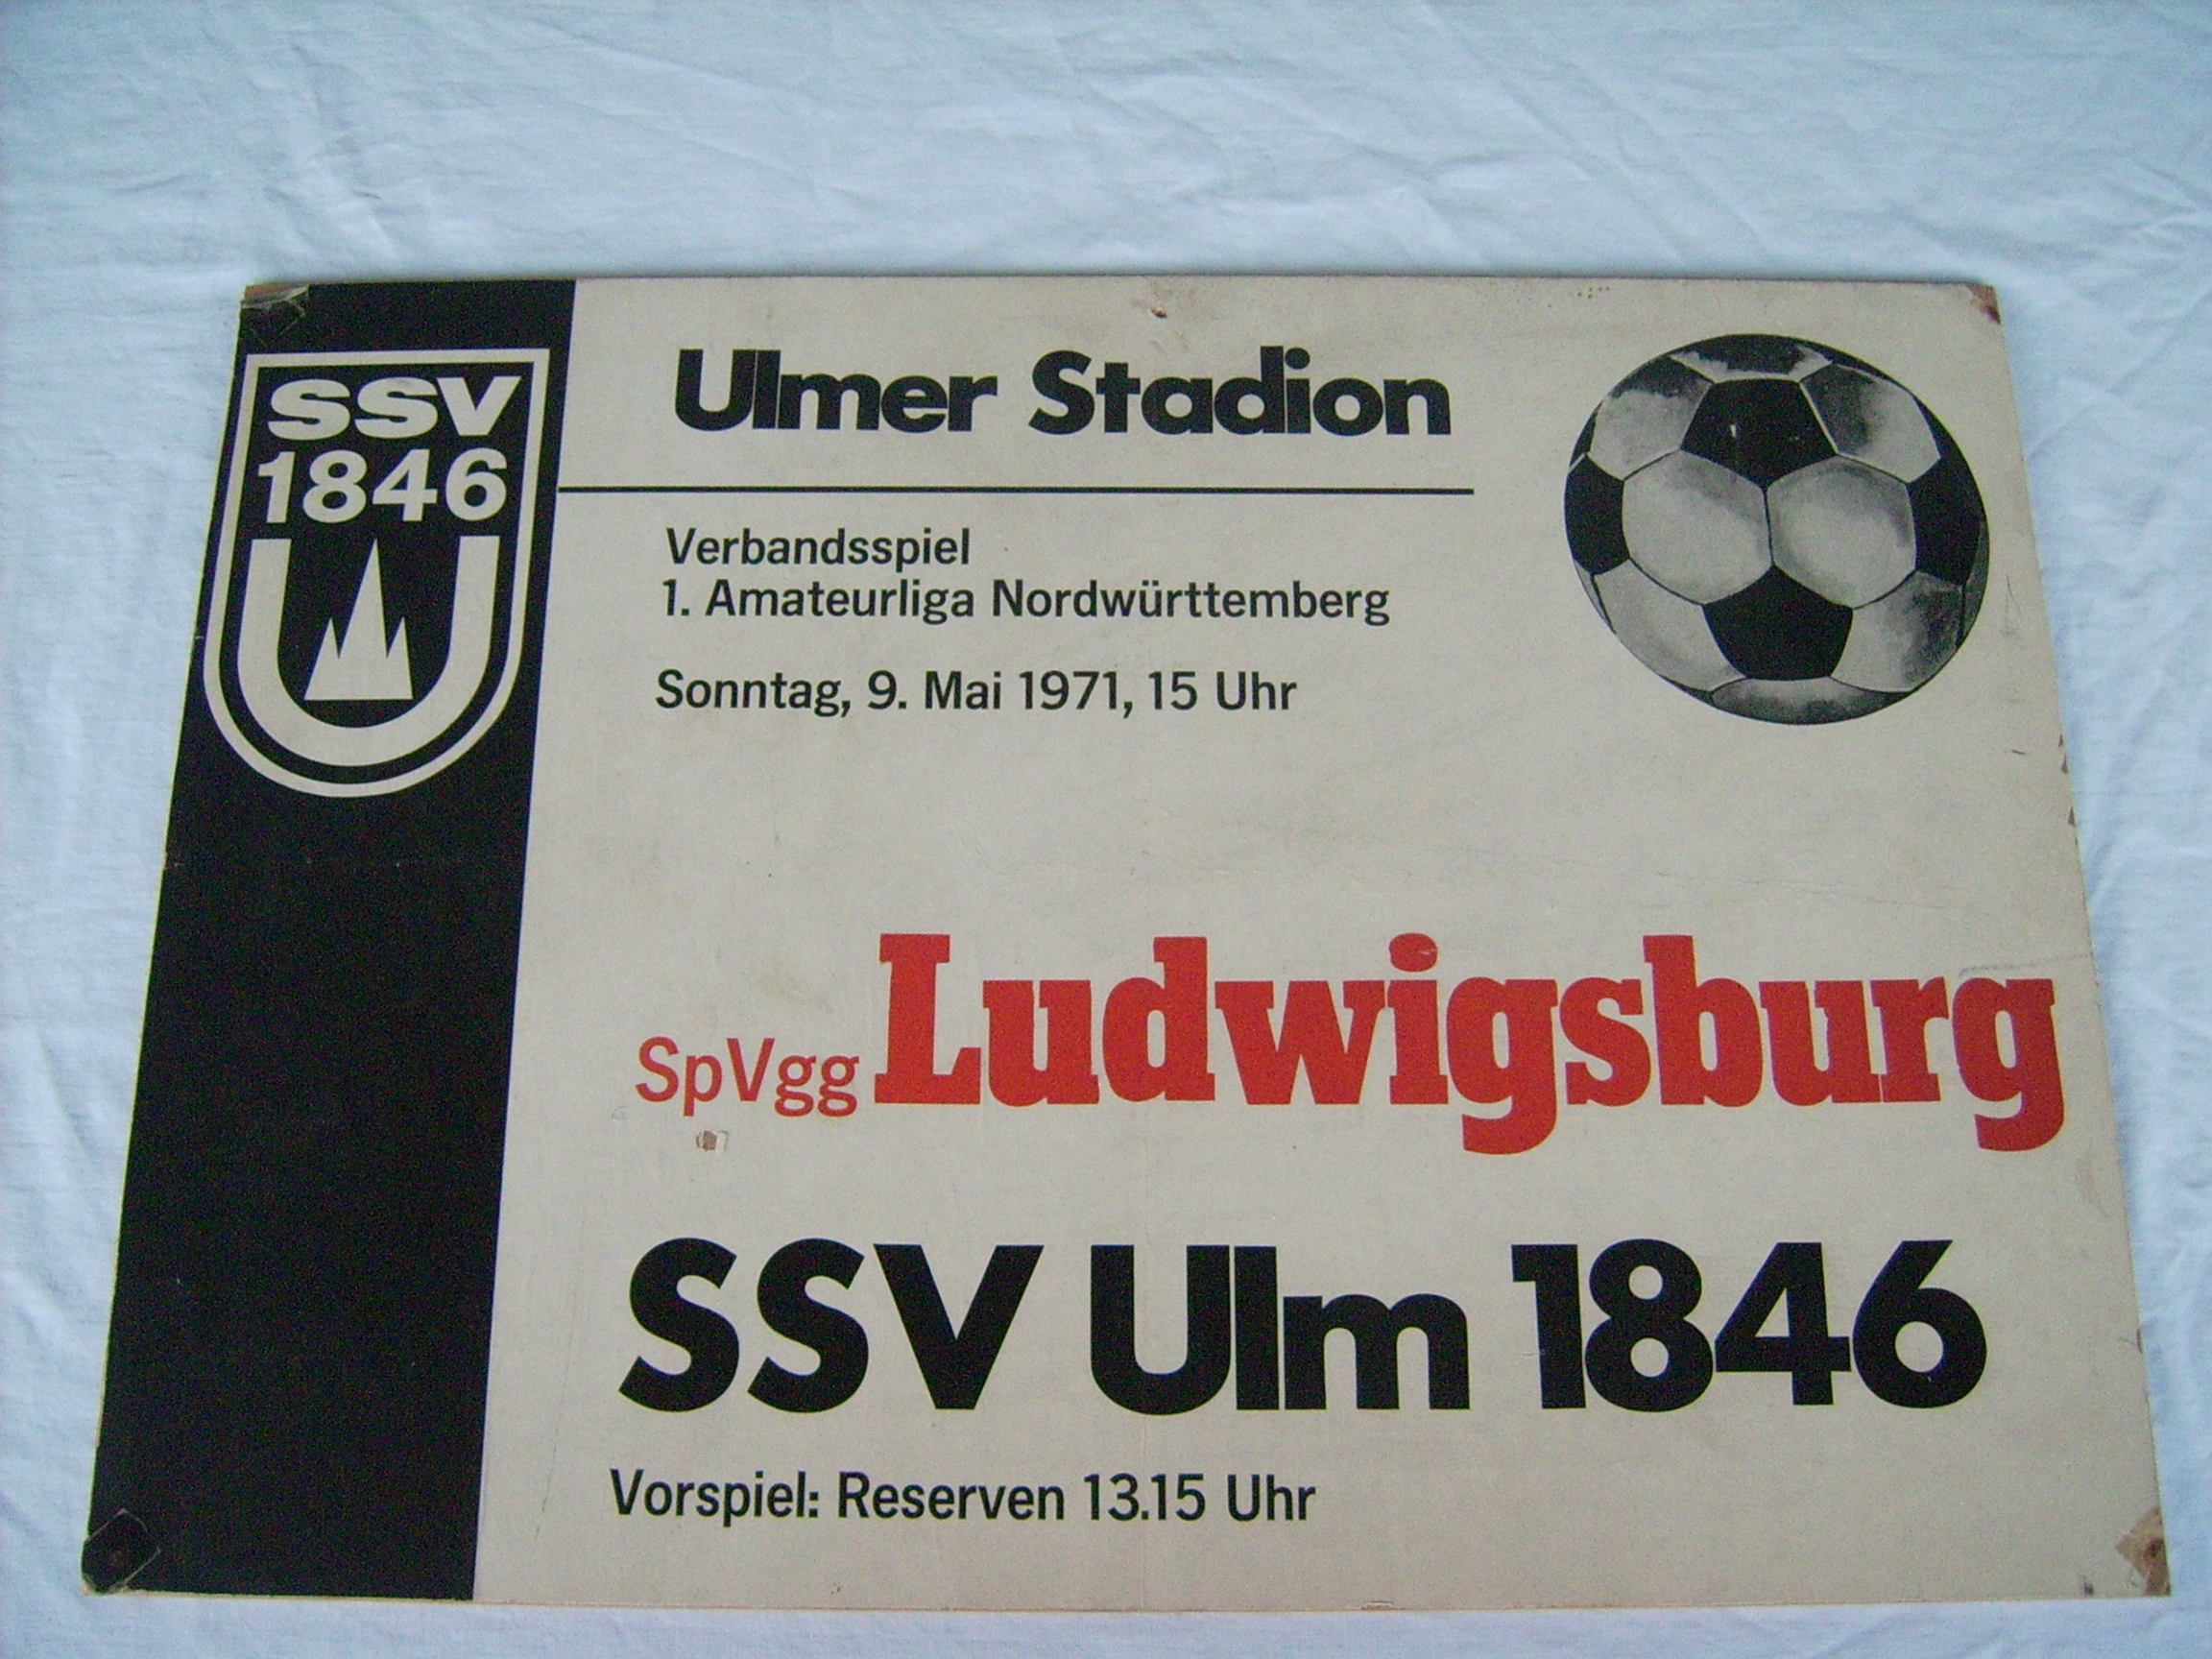 SSV
1846
Ulmer Stadion
Verbandsspiel
1. Amateurliga Nordwürttemberg
Sonntag, 9. Mai 1971, 15 Uhr
SpVgg Ludwigsburg
SSV Ulm 1846
Vorspiel: Reserven 13.15 Uhr